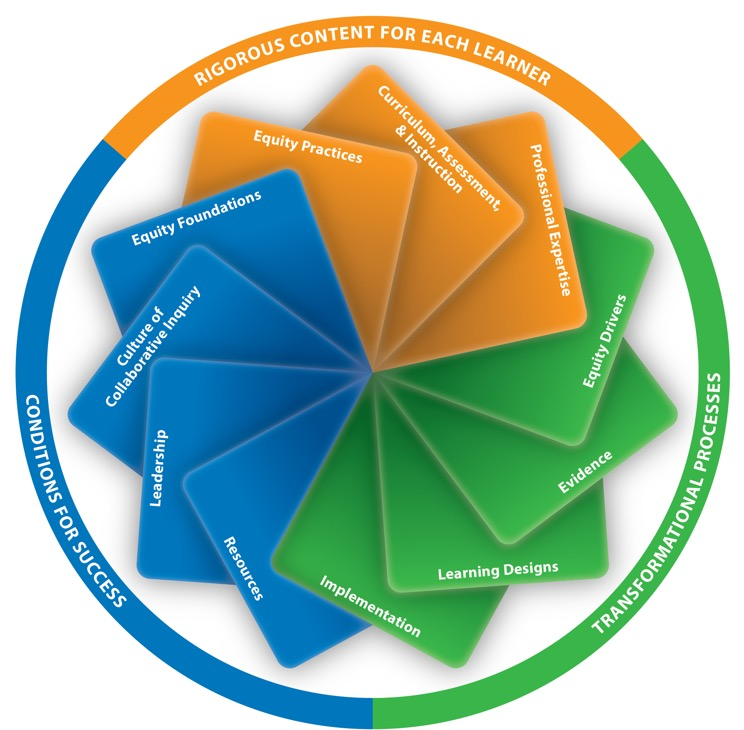 RIGOROUS CONTENT FOR EACH LEARNER
Equity Practices
Curriculum, Assessment,
& Instruction
Professional Expertise
TRANSFORMATIONAL PROCESSES
Equity Drivers
Evidence
Learning Designs
Implementation
CONDITIONS FOR SUCCESS
Equity Foundations
Culture of
Collaborative Inquiry
Leadership
Resources